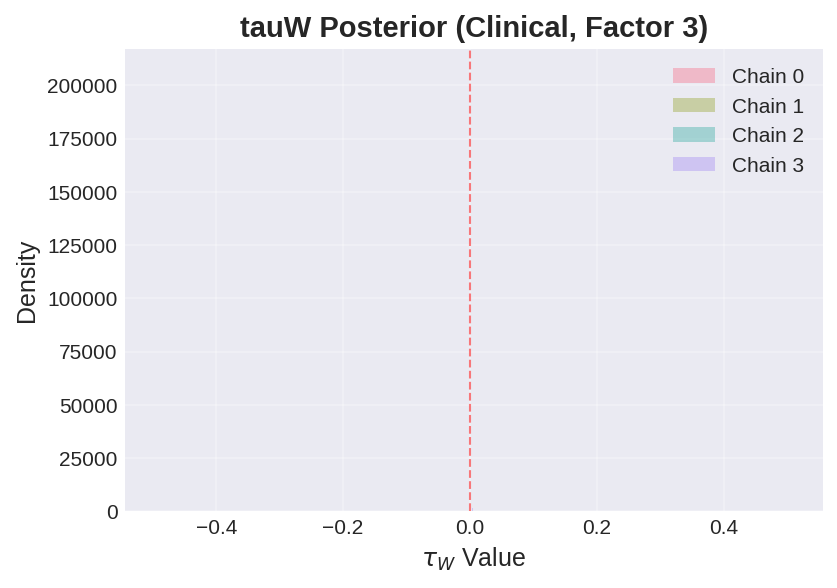 tauW Posterior (Clinical, Factor 3)
200000
175000
150000
125000
100000
75000
50000
25000
0
Density
Chain 0
Chain 1
Chain 2
Chain 3
−0.4 −0.2 0.0 0.2 0.4
τ_W Value